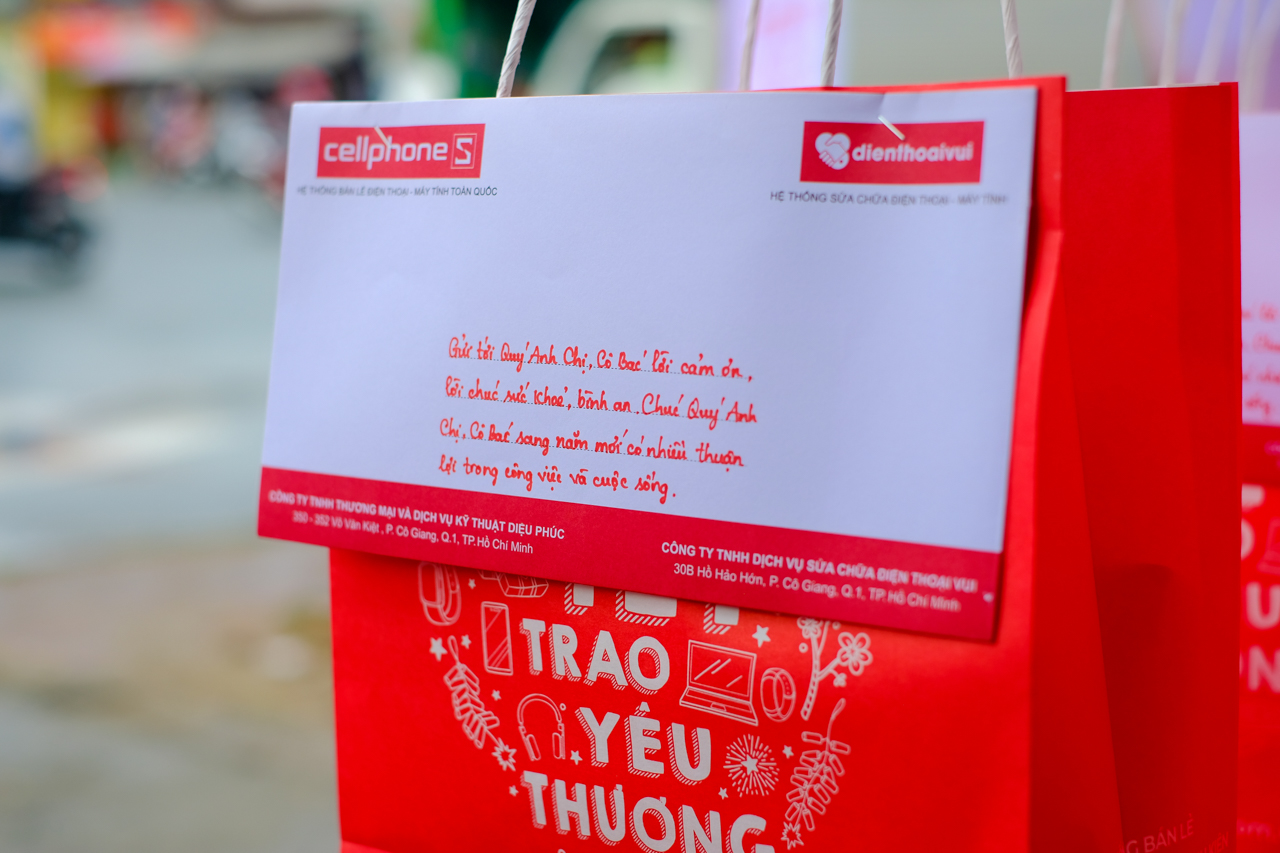 cellphoneS
HỆ THỐNG BÁN LẺ ĐIỆN THOẠI - MÁY TÍNH TOÀN QUỐC
dienthoaivui
HỆ THỐNG SỬA CHỮA ĐIỆN THOẠI - MÁY TÍNH
Gửi tới Quý Anh Chị, Cô Bác lời cảm ơn,
lời chúc sức khoẻ, bình an. Chúc Quý Anh
Chị, Cô Bác sang năm mới có nhiều thuận
lợi trong công việc và cuộc sống.
CÔNG TY TNHH THƯƠNG MẠI VÀ DỊCH VỤ KỸ THUẬT DIỆU PHÚC
350 - 352 Võ Văn Kiệt , P. Cô Giang, Q.1, TP.Hồ Chí Minh
CÔNG TY TNHH DỊCH VỤ SỬA CHỮA ĐIỆN THOẠI VUI
30B Hồ Hảo Hớn, P. Cô Giang, Q.1, TP. Hồ Chí Minh
TRAO
YÊU
THƯƠNG
BÁN LẺ